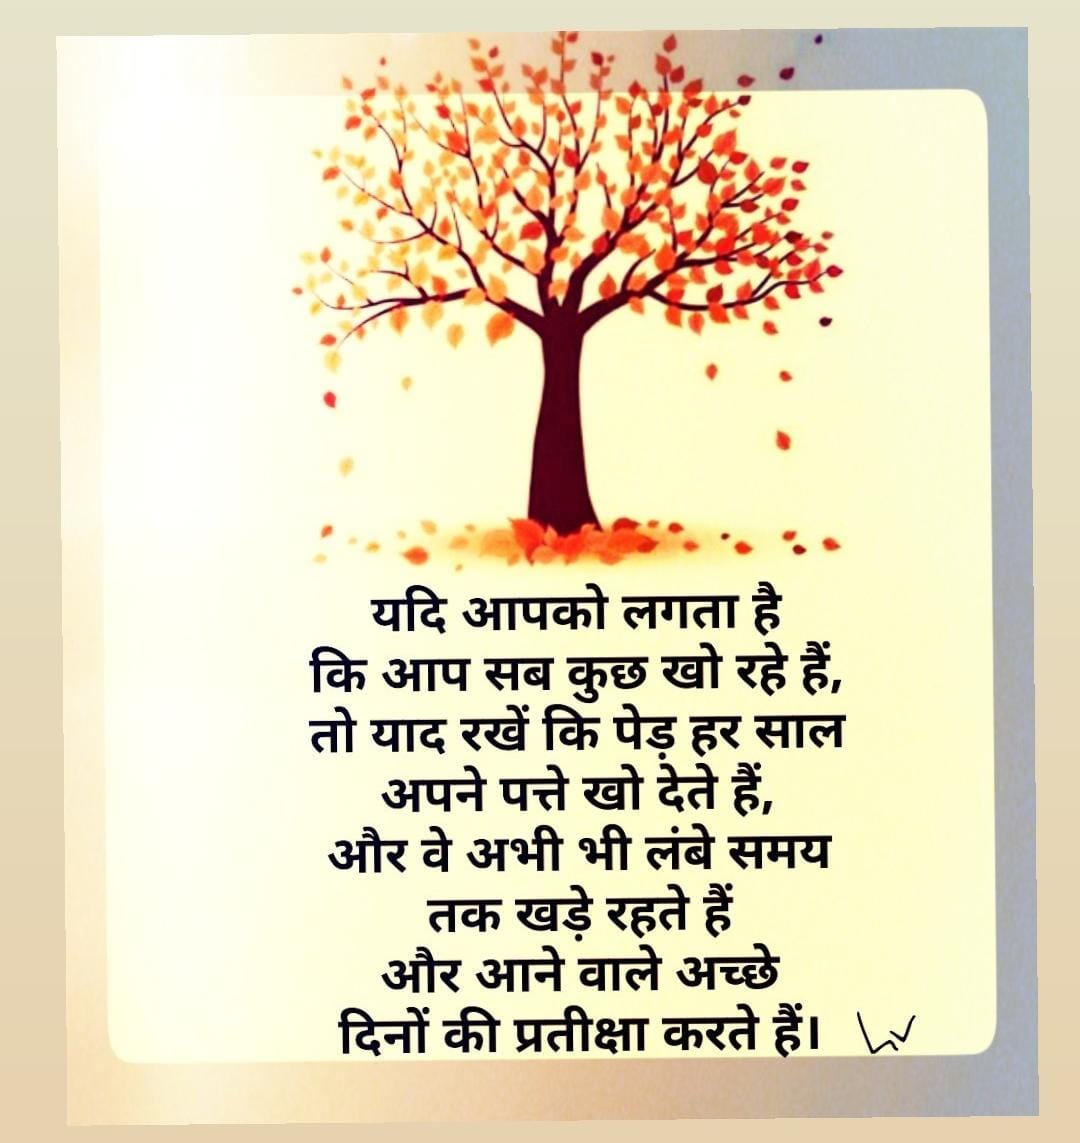 यदि आपको लगता है
कि आप सब कुछ खो रहे हैं,
तो याद रखें कि पेड़ हर साल
अपने पत्ते खो देते हैं,
और वे अभी भी लंबे समय
तक खड़े रहते हैं
और आने वाले अच्छे
दिनों की प्रतीक्षा करते हैं।